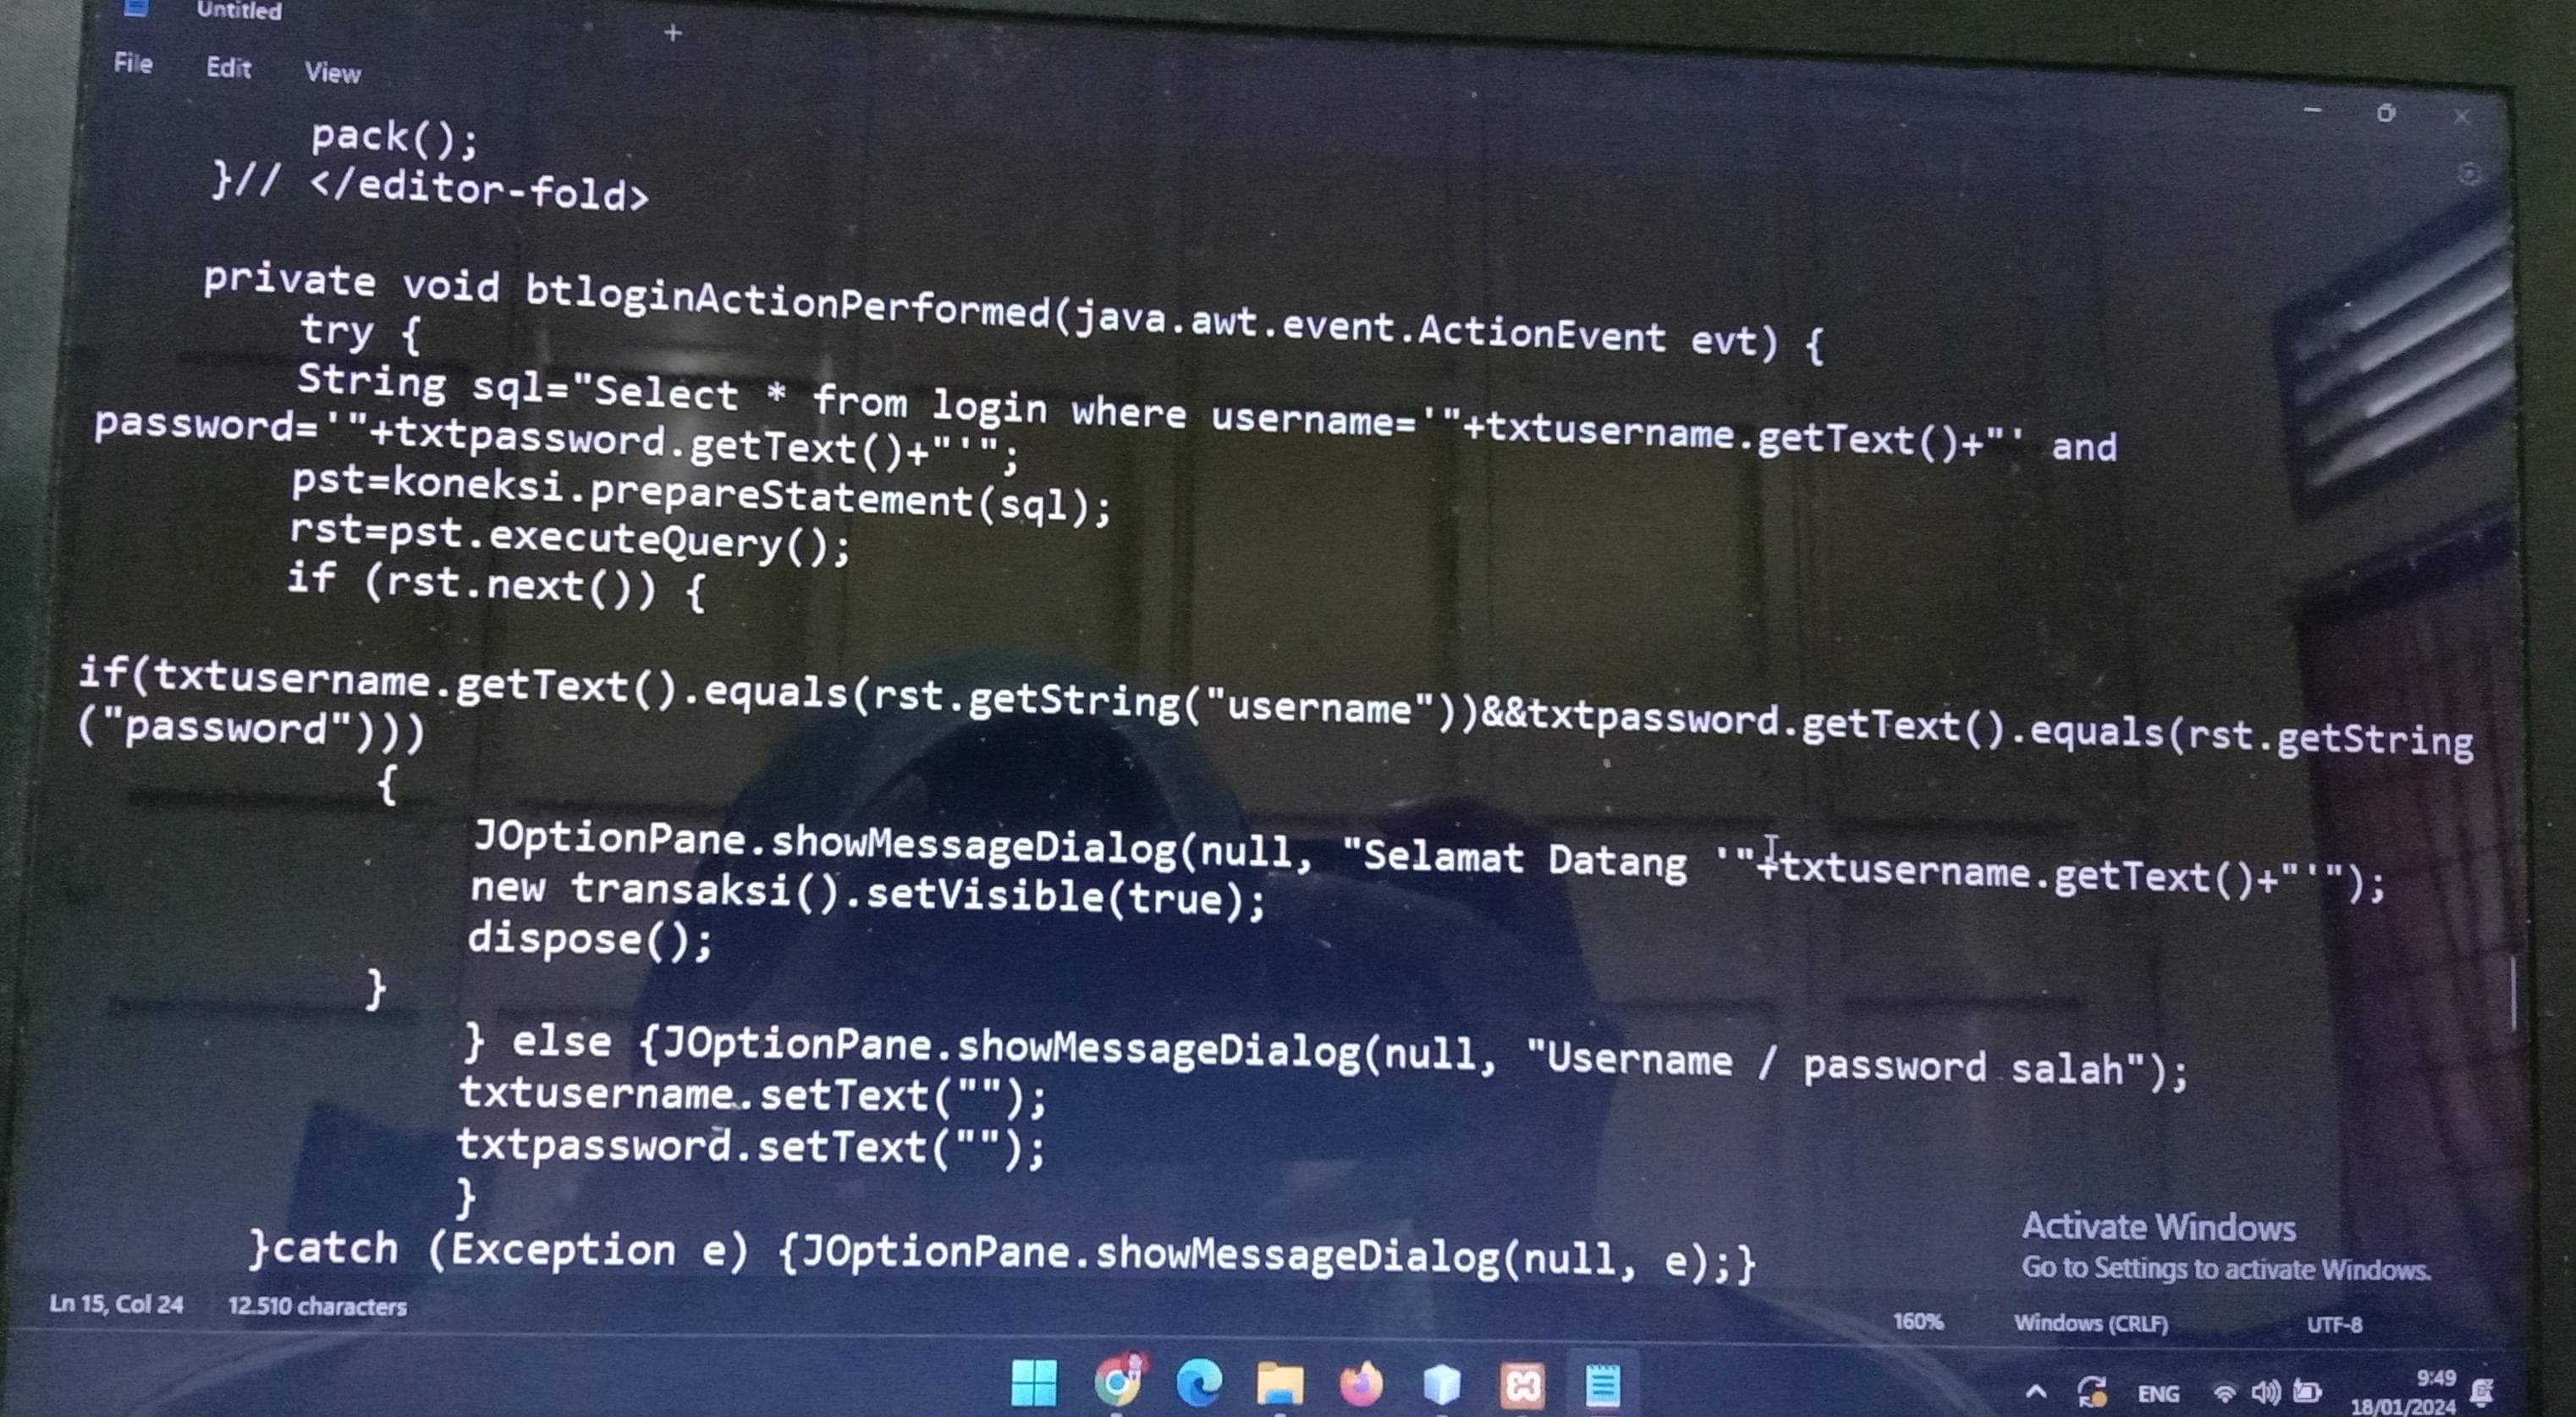 Untitled
+
File Edit View
pack();
}// </editor-fold>
private void btloginActionPerformed(java.awt.event.ActionEvent evt) {
try {
String sql="Select * from login where username='"+txtusername.getText()+"' and
password='"+txtpassword.getText()+"'";
pst=koneksi.prepareStatement(sql);
rst=pst.executeQuery();
if (rst.next()) {
if(txtusername.getText().equals(rst.getString("username"))&&txtpassword.getText().equals(rst.getString
("password")))
{
JOptionPane.showMessageDialog(null, "Selamat Datang '"+txtusername.getText()+"'");
new transaksi().setVisible(true);
dispose();
}
} else {JOptionPane.showMessageDialog(null, "Username / password salah");
txtusername.setText("");
txtpassword.setText("");
}
}catch (Exception e) {JOptionPane.showMessageDialog(null, e);}
Activate Windows
Go to Settings to activate Windows.
Ln 15, Col 24 12.510 characters 160% Windows (CRLF) UTF-8
ENG 9:49
18/01/2024